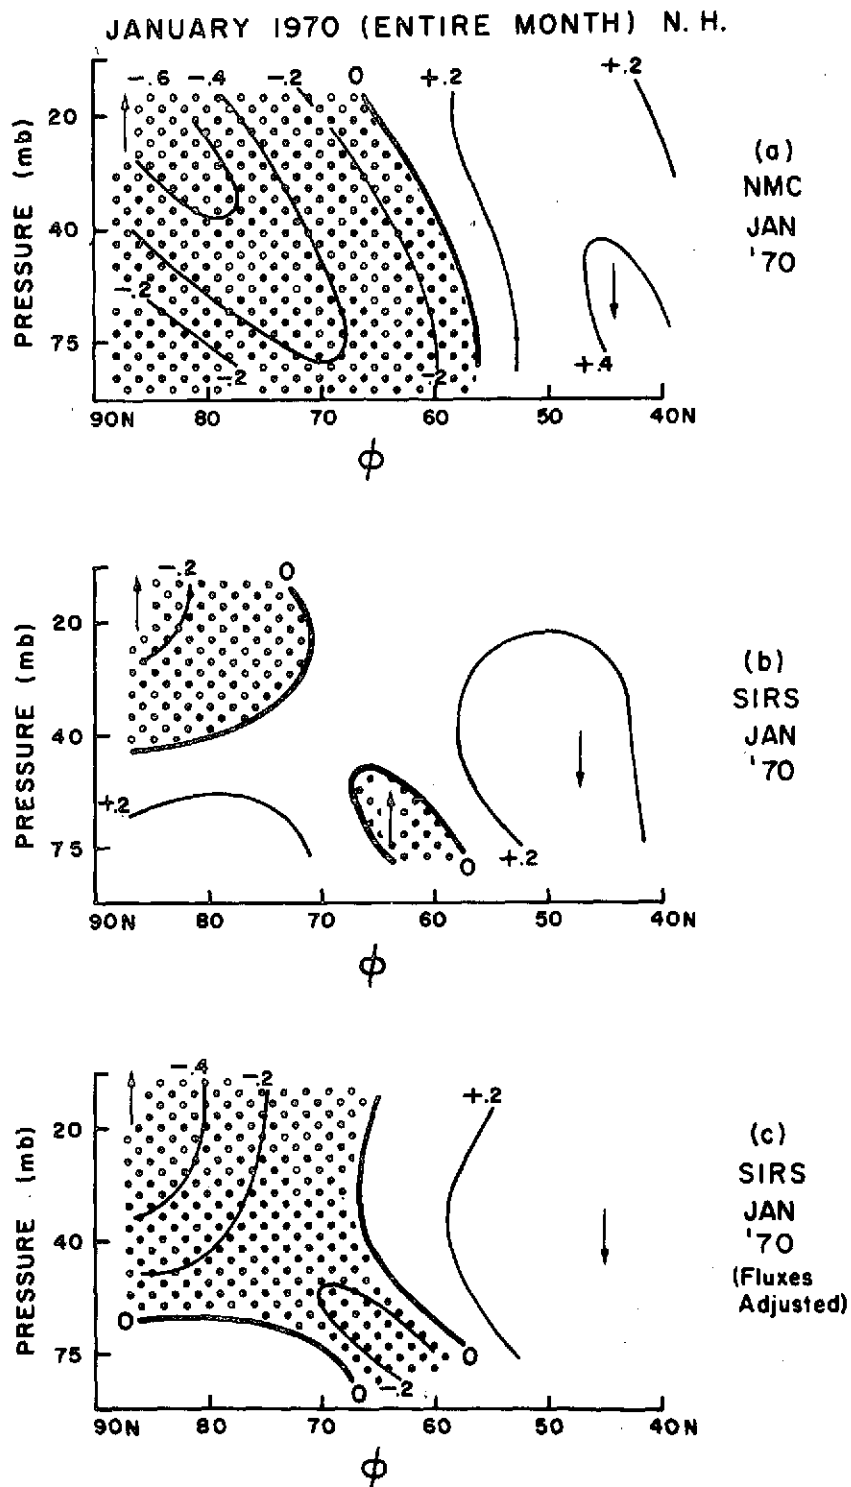 JANUARY 1970 (ENTIRE MONTH) N. H.
-.6 -.4 -.2 0 +.2 +.2
20
40
75
PRESSURE (mb)
-.2
-.2
-.2
+.4
90N 80 70 60 50 40N
ϕ
(a)
NMC
JAN
'70
-.2 0
20
40
75
PRESSURE (mb)
+.2
0
+.2
90N 80 70 60 50 40N
ϕ
(b)
SIRS
JAN
'70
-.4 -.2 +.2
20
40
75
PRESSURE (mb)
0
0
-.2
0
90N 80 70 60 50 40N
ϕ
(c)
SIRS
JAN
'70
(Fluxes
Adjusted)